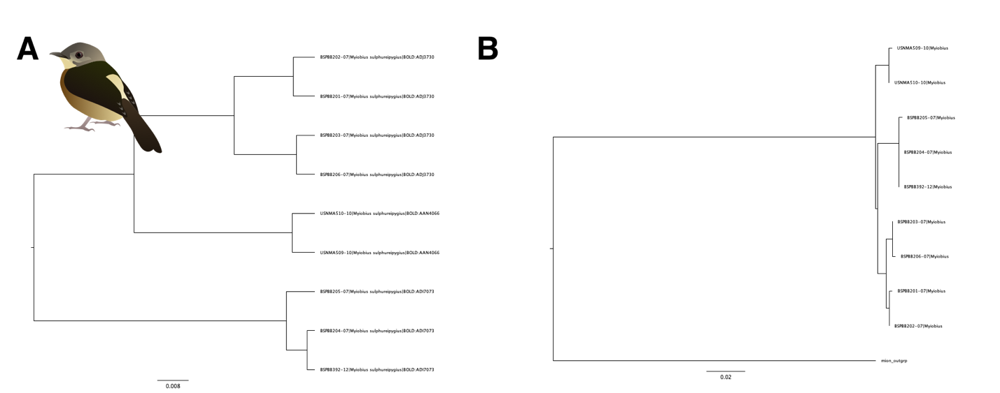 A
BSPBB202-07|Myiobius sulphureipygius|BOLD:ADJ3730
BSPBB201-07|Myiobius sulphureipygius|BOLD:ADJ3730
BSPBB203-07|Myiobius sulphureipygius|BOLD:ADJ3730
BSPBB206-07|Myiobius sulphureipygius|BOLD:ADJ3730
USNMA510-10|Myiobius sulphureipygius|BOLD:AAN4066
USNMA509-10|Myiobius sulphureipygius|BOLD:AAN4066
BSPBB205-07|Myiobius sulphureipygius|BOLD:ADI7073
BSPBB204-07|Myiobius sulphureipygius|BOLD:ADI7073
BSPBB392-12|Myiobius sulphureipygius|BOLD:ADI7073
0.008
B
USNMA509-10|Myiobius
USNMA510-10|Myiobius
BSPBB205-07|Myiobius
BSPBB204-07|Myiobius
BSPBB392-12|Myiobius
BSPBB203-07|Myiobius
BSPBB206-07|Myiobius
BSPBB201-07|Myiobius
BSPBB202-07|Myiobius
mion_outgrp
0.02